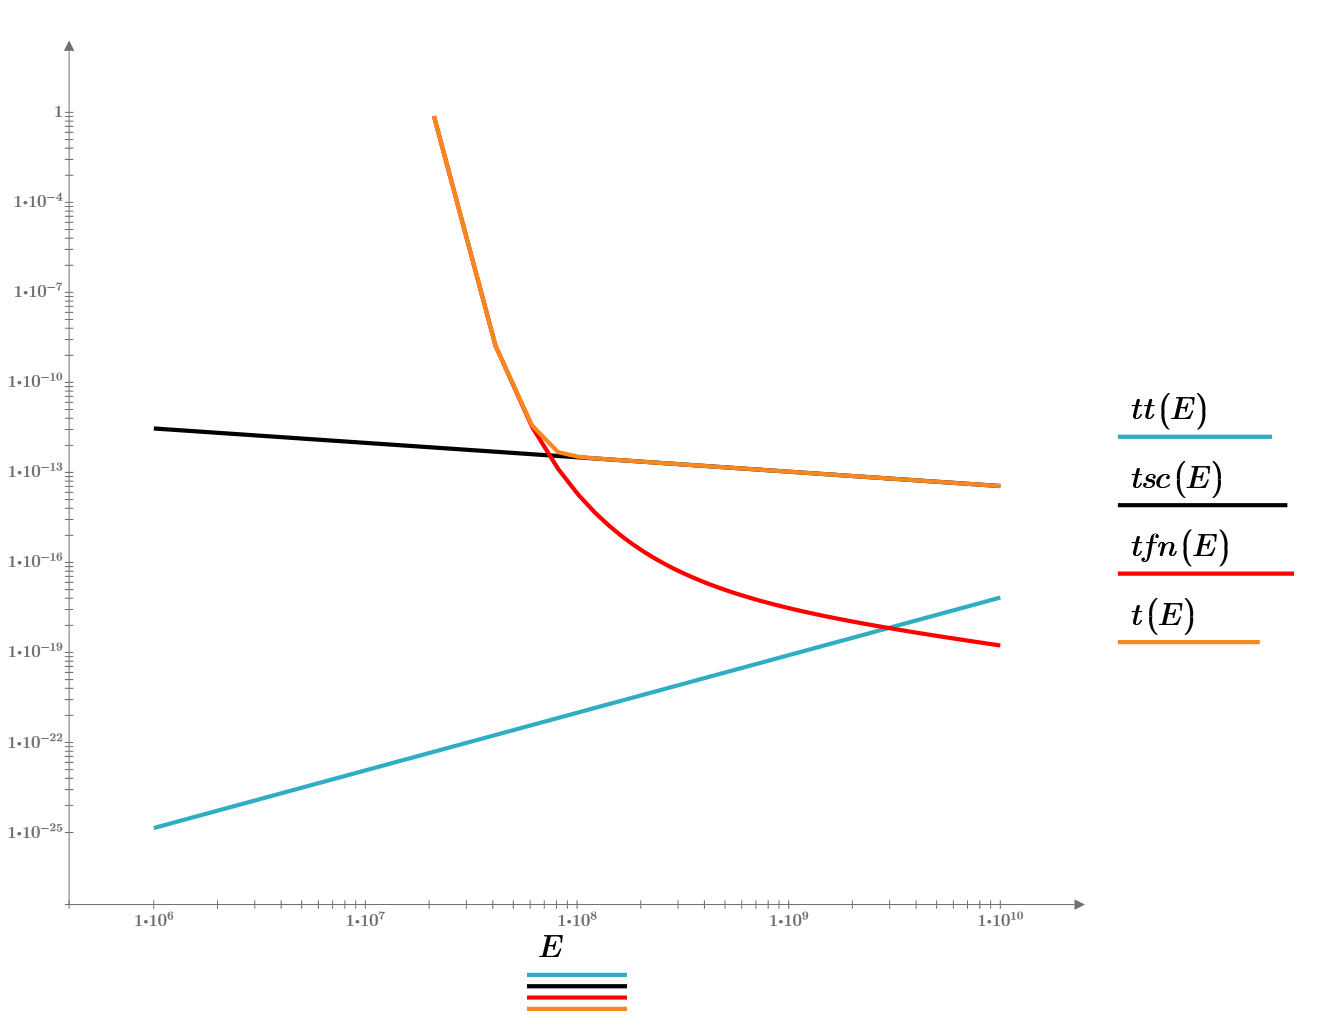 1
1·10⁻⁴
1·10⁻⁷
1·10⁻¹⁰
1·10⁻¹³
1·10⁻¹⁶
1·10⁻¹⁹
1·10⁻²²
1·10⁻²⁵
1·10⁶ 1·10⁷ 1·10⁸ 1·10⁹ 1·10¹⁰
E
tt(E)
tsc(E)
tfn(E)
t(E)